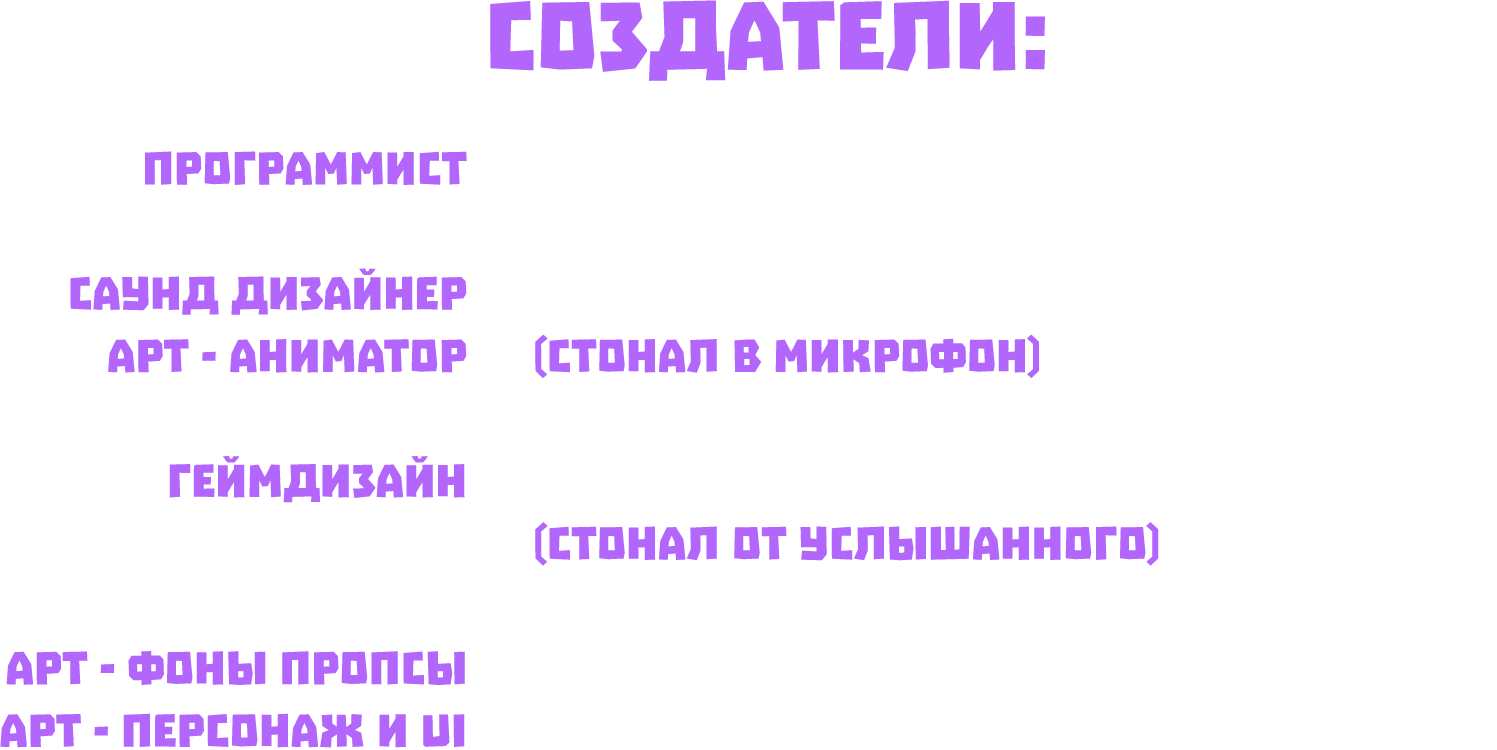 СОЗДАТЕЛИ:
ПРОГРАММИСТ
САУНД ДИЗАЙНЕР
АРТ - АНИМАТОР (СТОНАЛ В МИКРОФОН)
ГЕЙМДИЗАЙН
(СТОНАЛ ОТ УСЛЫШАННОГО)
АРТ - ФОНЫ ПРОПСЫ
АРТ - ПЕРСОНАЖ И UI